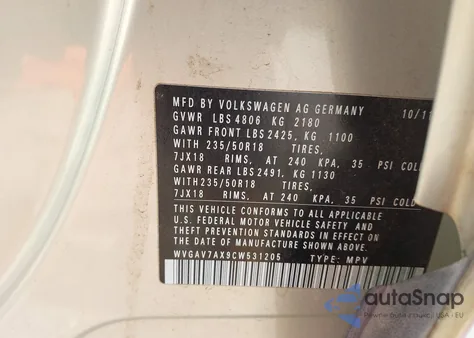 MFD BY VOLKSWAGEN AG GERMANY 10/11
GVWR LBS 4806 KG 2180
GAWR FRONT LBS 2425, KG 1100
WITH 235/50R18 TIRES,
7JX18 RIMS, AT 240 KPA, 35 PSI COLD
GAWR REAR LBS 2491, KG 1130
WITH 235/50R18 TIRES,
7JX18 RIMS, AT 240 KPA, 35 PSI COLD
THIS VEHICLE CONFORMS TO ALL APPLICABLE
U.S. FEDERAL MOTOR VEHICLE SAFETY AND
THEFT PREVENTION STANDARDS IN EFFECT ON
THE DATE OF MANUFACTURE SHOWN ABOVE.
WVGAV7AX9CW531205 TYPE: MPV
autoSnap